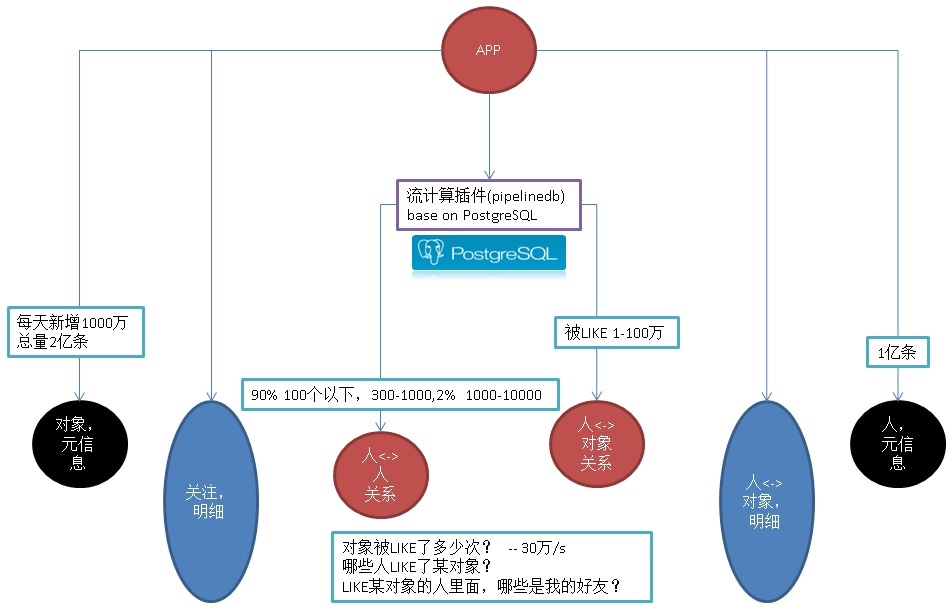 APP
流计算插件(pipelinedb)
base on PostgreSQL
PostgreSQL
每天新增1000万
总量2亿条
被LIKE 1-100万
1亿条
90% 100个以下，300-1000,2% 1000-10000
对象，
元信
息
关注，
明细
人<->
人
关系
人<->
对象
关系
人<->
对象，
明细
人，
元信
息
对象被LIKE了多少次？ -- 30万/s
哪些人LIKE了某对象？
LIKE某对象的人里面，哪些是我的好友？